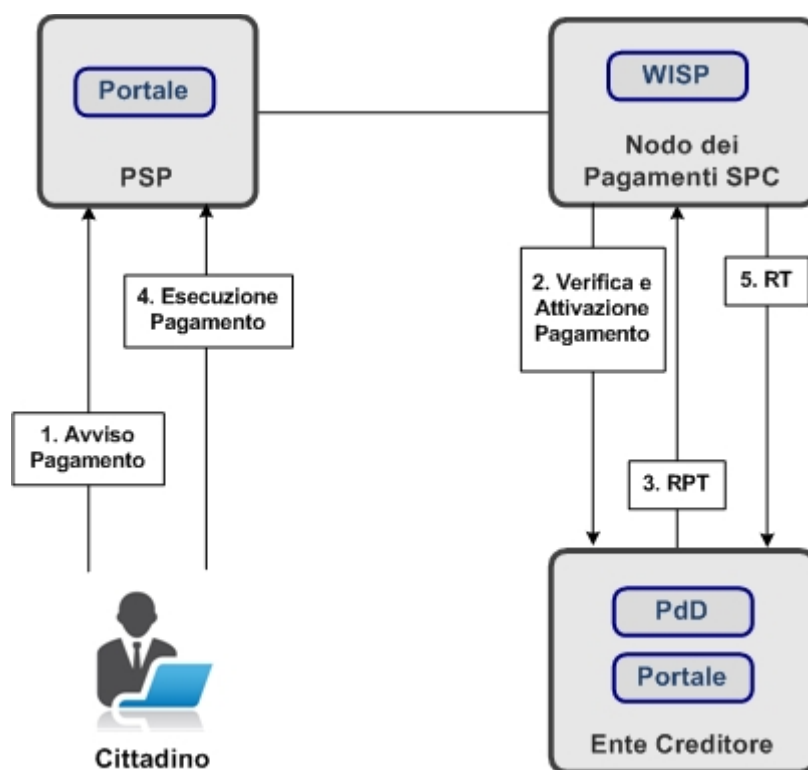 Portale
PSP
WISP
Nodo dei
Pagamenti SPC
4. Esecuzione
Pagamento
2. Verifica e
Attivazione
Pagamento
5. RT
1. Avviso
Pagamento
3. RPT
PdD
Portale
Ente Creditore
Cittadino